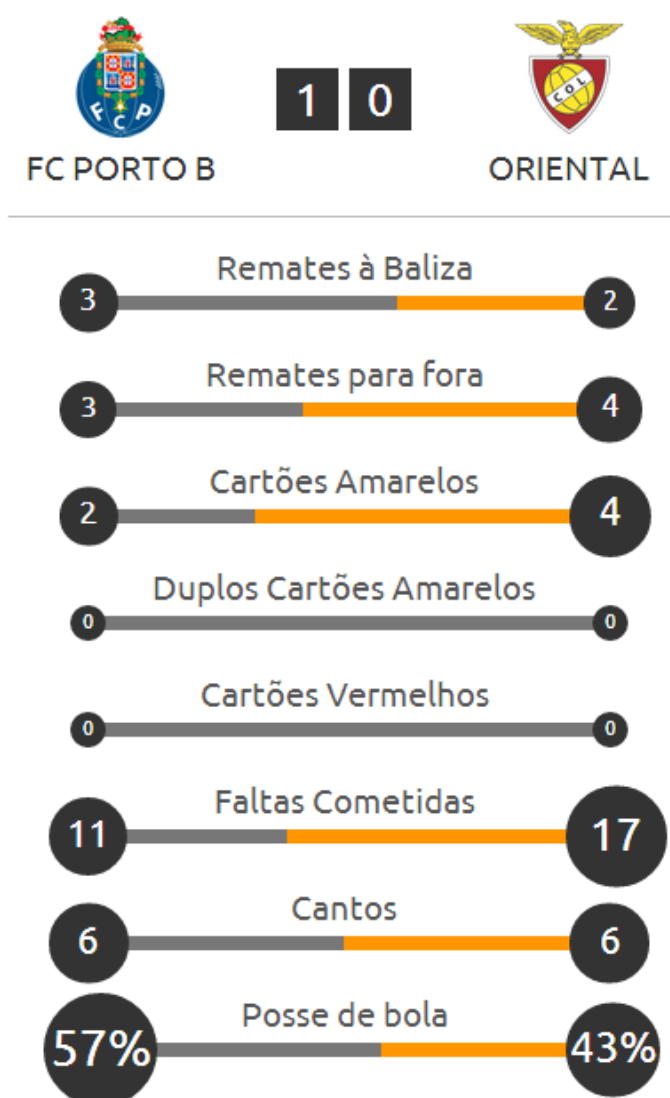 FCP
COL
1 0
FC PORTO B ORIENTAL
Remates à Baliza
3 2
Remates para fora
3 4
Cartões Amarelos
2 4
Duplos Cartões Amarelos
0 0
Cartões Vermelhos
0 0
Faltas Cometidas
11 17
Cantos
6 6
Posse de bola
57% 43%